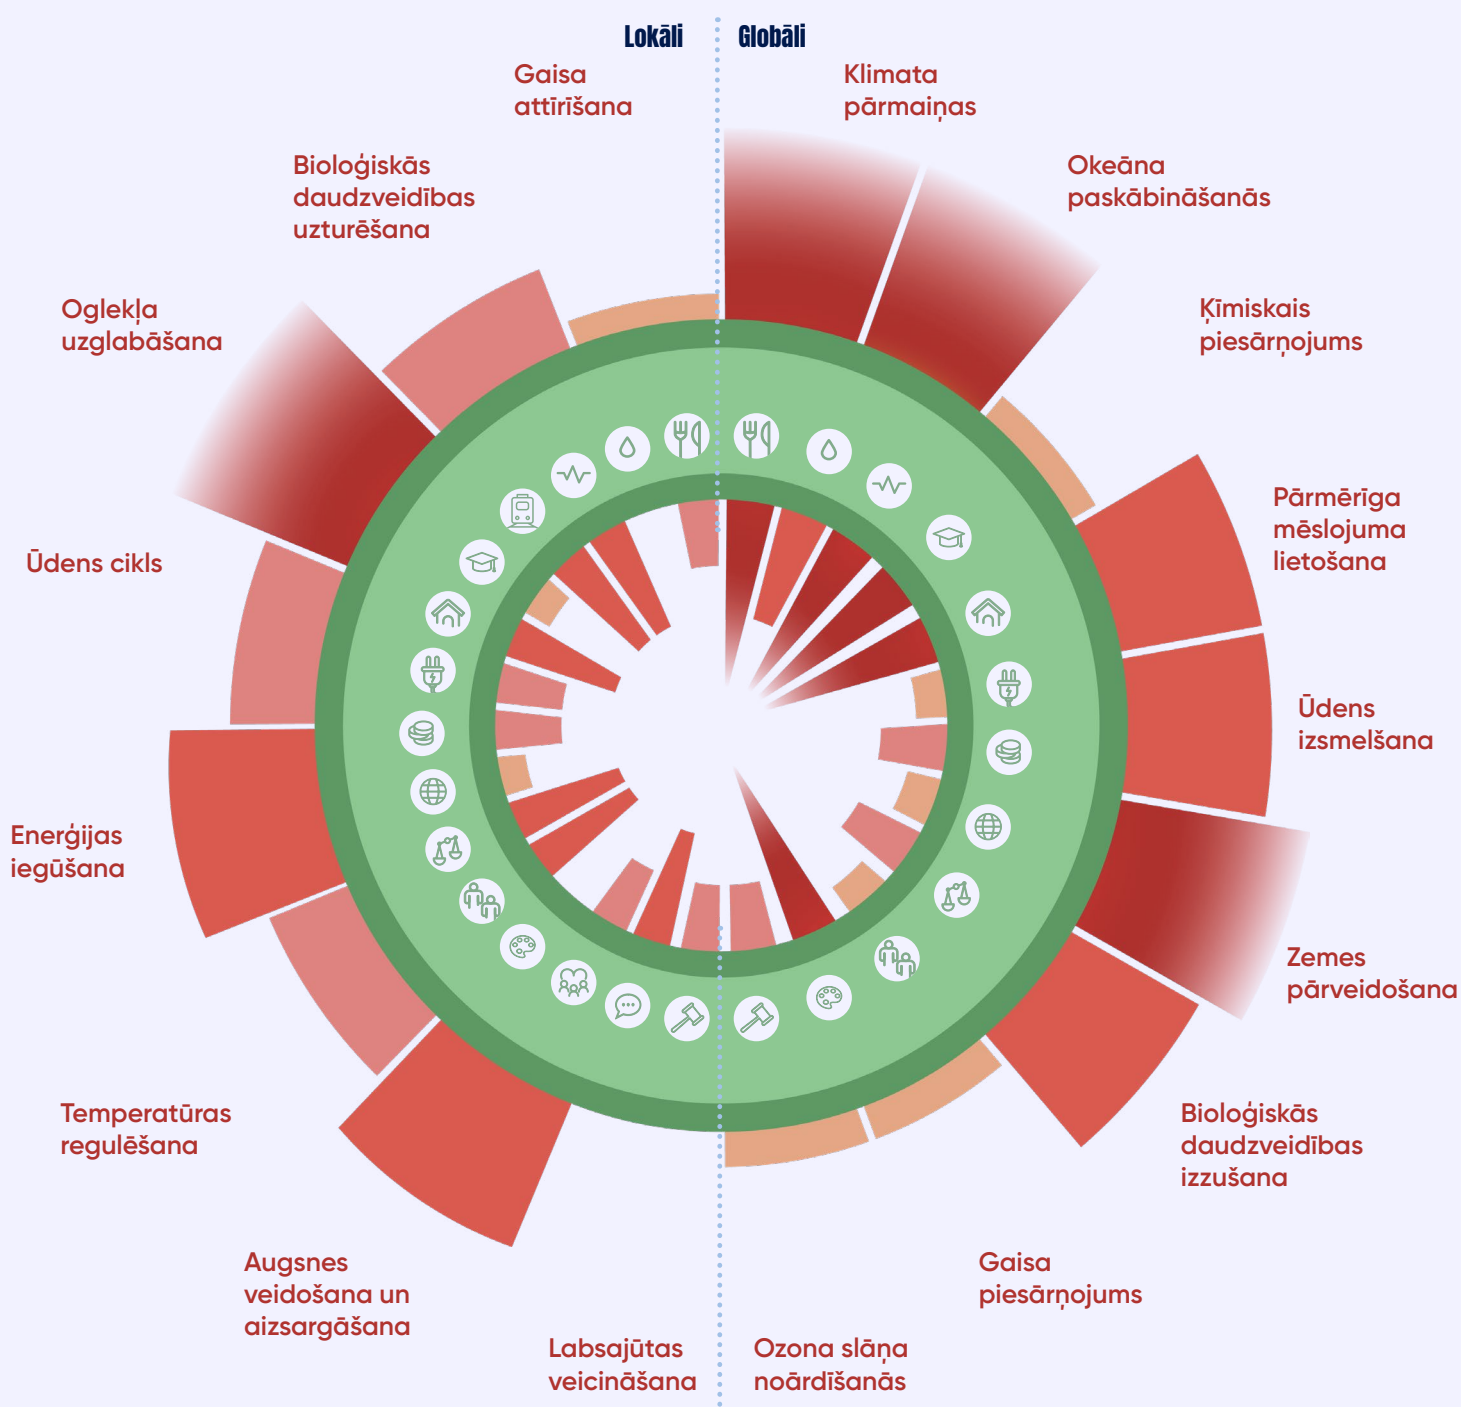 Lokāli
Globāli
Gaisa
attīrīšana
Klimata
pārmaiņas
Bioloģiskās
daudzveidības
uzturēšana
Okeāna
paskābināšanās
Oglekļa
uzglabāšana
Ķīmiskais
piesārņojums
Ūdens cikls
Pārmērīga
mēslojuma
lietošana
Ūdens
izsmelšana
Enerģijas
iegūšana
Zemes
pārveidošana
Temperatūras
regulēšana
Bioloģiskās
daudzveidības
izzušana
Augsnes
veidošana un
aizsargāšana
Gaisa
piesārņojums
Labsajūtas
veicināšana
Ozona slāņa
noārdīšanās